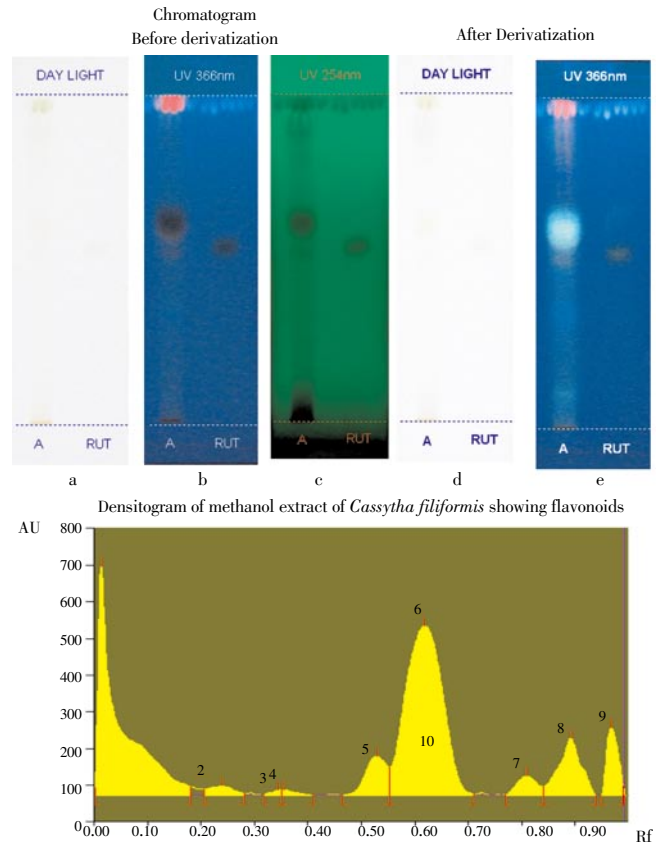 Chromatogram
Before derivatization
After Derivatization
DAY LIGHT
UV 366nm
UV 254nm
DAY LIGHT
UV 366nm
A RUT
A RUT
A RUT
A RUT
A RUT
a
b
c
d
e
Densitogram of methanol extract of Cassytha filiformis showing flavonoids
AU
800
700
600
500
400
300
200
100
0
2
3
4
5
6
10
7
8
9
0.00 0.10 0.20 0.30 0.40 0.50 0.60 0.70 0.80 0.90
Rf